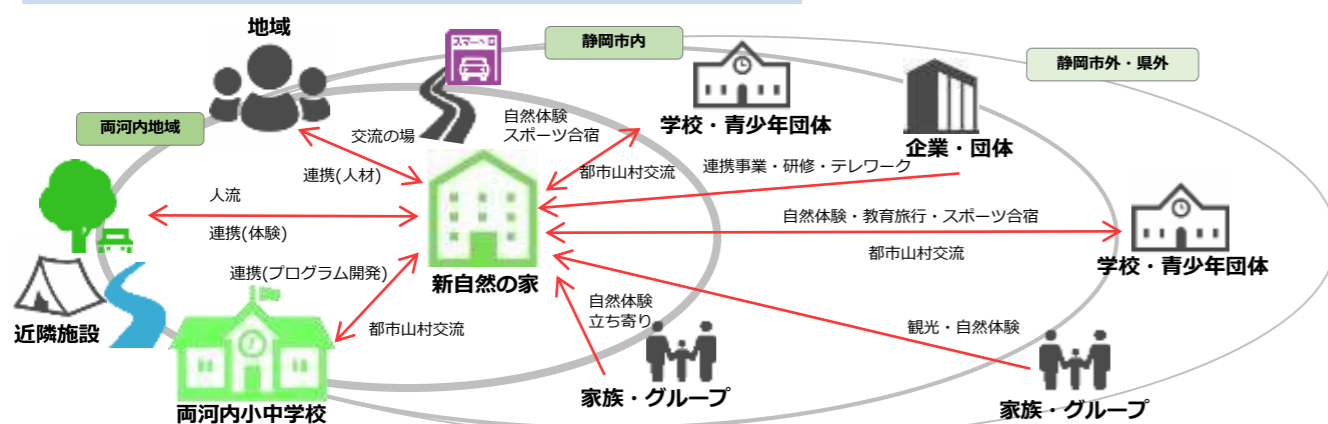 地域
スマートIC
静岡市内
静岡市外・県外
両河内地域
交流の場
自然体験
スポーツ合宿
学校・青少年団体
企業・団体
連携(人材)
都市山村交流
連携事業・研修・テレワーク
人流
連携(体験)
自然体験・教育旅行・スポーツ合宿
都市山村交流
学校・青少年団体
連携(プログラム開発)
新自然の家
近隣施設
都市山村交流
自然体験
立ち寄り
観光・自然体験
両河内小中学校
家族・グループ
家族・グループ